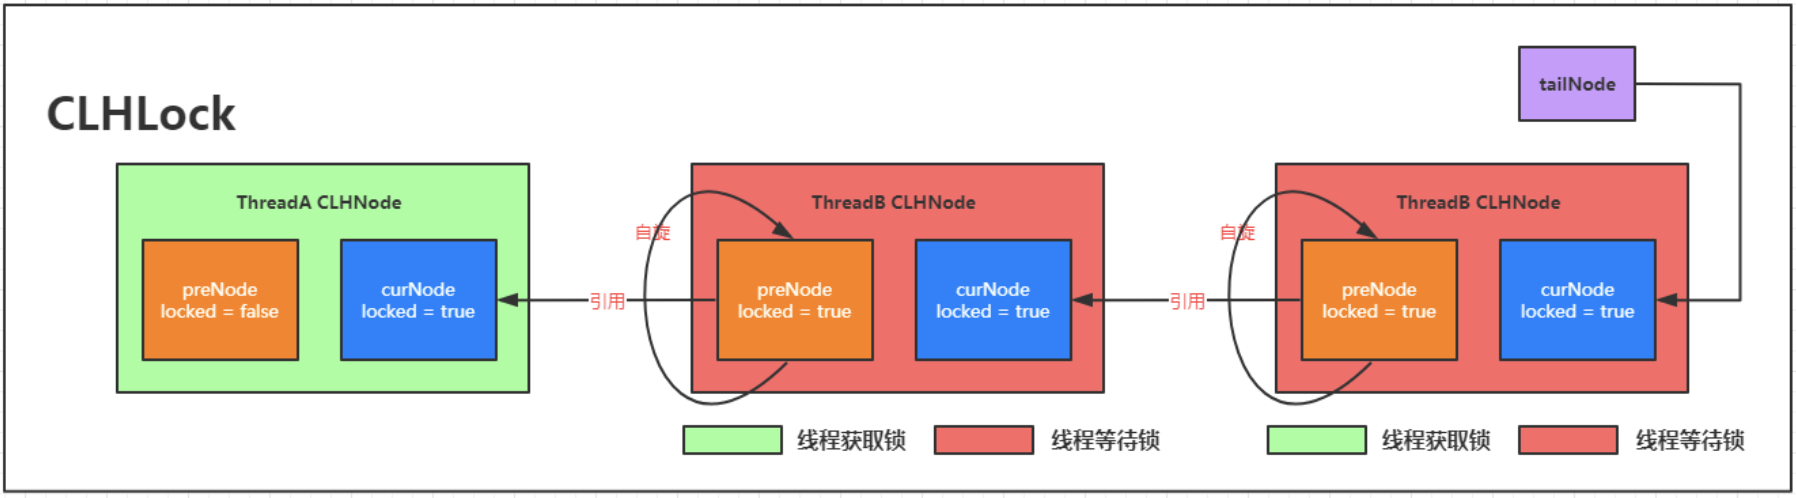 tailNode
CLHLock
ThreadA CLHNode
preNode
locked = false
curNode
locked = true
引用
自旋
ThreadB CLHNode
preNode
locked = true
curNode
locked = true
引用
自旋
ThreadB CLHNode
preNode
locked = true
curNode
locked = true
线程获取锁
线程等待锁
线程获取锁
线程等待锁